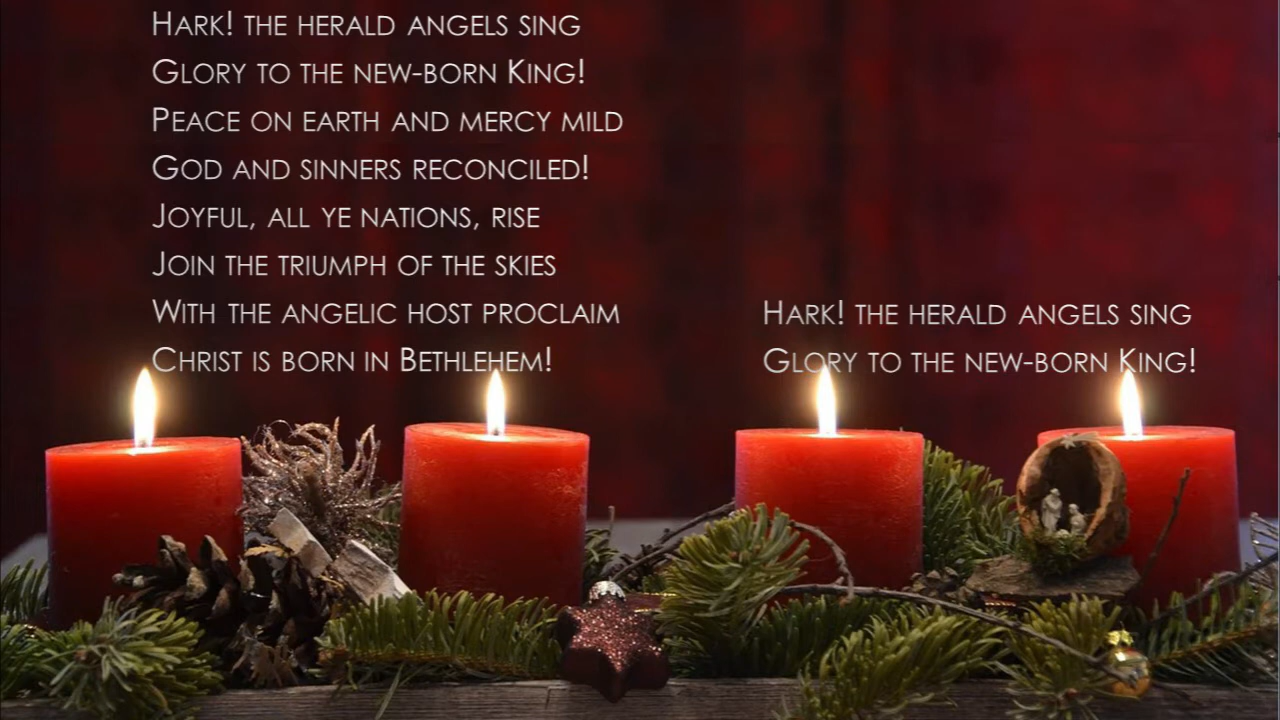 Hark! the herald angels sing
Glory to the new-born King!
Peace on earth and mercy mild
God and sinners reconciled!
Joyful, all ye nations, rise
Join the triumph of the skies
With the angelic host proclaim
Christ is born in Bethlehem!
Hark! the herald angels sing
Glory to the new-born King!